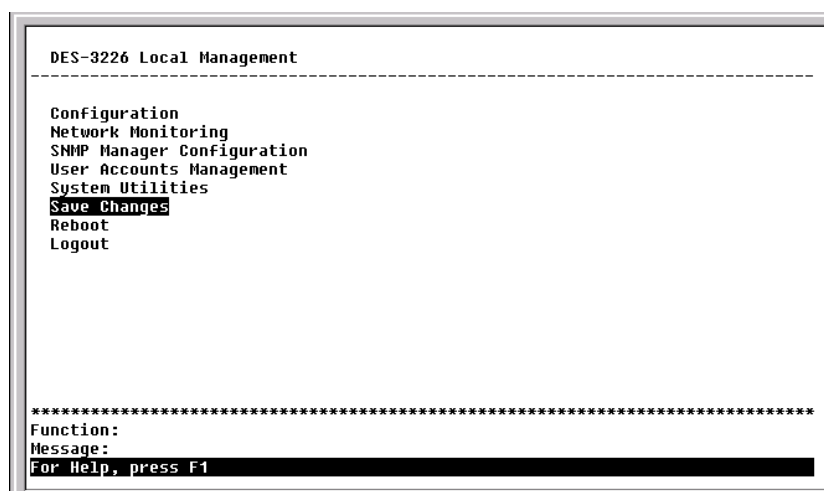 DES-3226 Local Management
--------------------------------------------------------------------------------
Configuration
Network Monitoring
SNMP Manager Configuration
User Accounts Management
System Utilities
Save Changes
Reboot
Logout
********************************************************************************
Function:
Message:
For Help, press F1